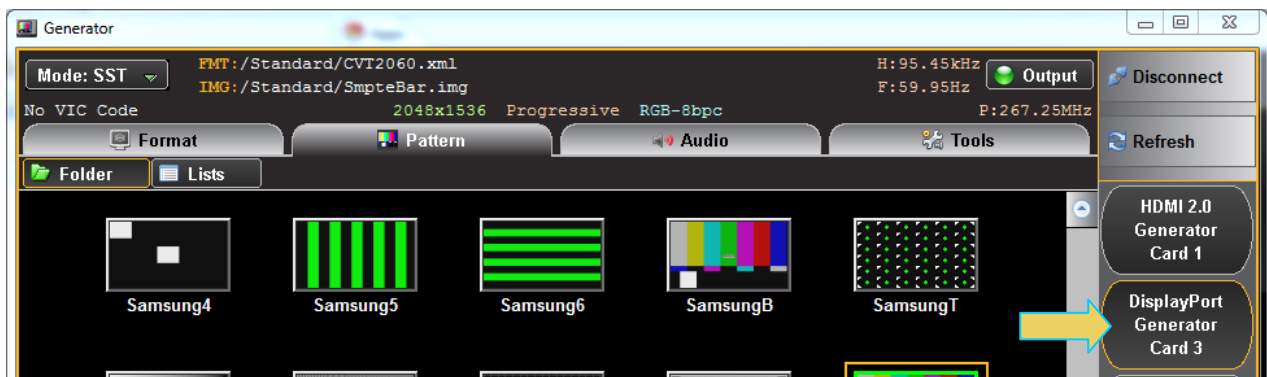 Generator
Mode: SST
FMT:/Standard/CVT2060.xml
IMG:/Standard/SmpteBar.img
H:95.45kHz
F:59.95Hz
Output
Disconnect
No VIC Code
2048x1536 Progressive RGB-8bpc
P:267.25MHz
Format
Pattern
Audio
Tools
Refresh
Folder
Lists
HDMI 2.0
Generator
Card 1
Samsung4
Samsung5
Samsung6
SamsungB
SamsungT
DisplayPort
Generator
Card 3